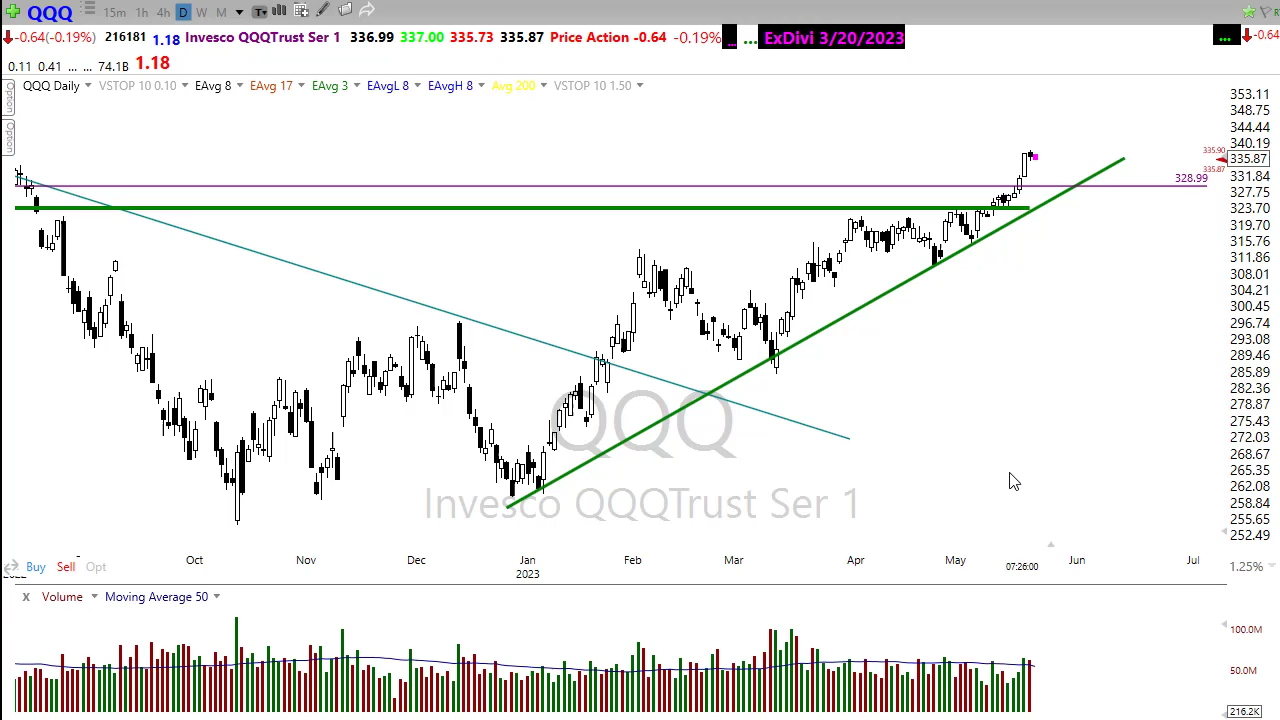 QQQ 15m 1h 4h D W M T
-0.64(-0.19%) 216181 1.18 Invesco QQQTrust Ser 1 336.99 337.00 335.73 335.87 Price Action -0.64 -0.19% ... ... ExDivi 3/20/2023 ... -0.64
0.11 0.41 ... ... 74.1B 1.18
QQQ Daily VSTOP 10 0.10 EAvg 8 EAvg 17 EAvg 3 EAvgL 8 EAvgH 8 Avg 200 VSTOP 10 1.50
Option
Option
353.11
348.75
344.44
340.19
335.90
335.87
335.87
331.84
328.99
327.75
323.70
319.70
315.76
311.86
308.01
304.21
300.45
296.74
293.08
289.46
285.89
282.36
278.87
275.43
272.03
268.67
265.35
262.08
258.84
255.65
252.49
QQQ
Invesco QQQTrust Ser 1
Oct Nov Dec Jan Feb Mar Apr May Jun Jul
2023
07:26:00
Buy Sell Opt
1.25%
X Volume Moving Average 50
100.0M
50.0M
216.2K